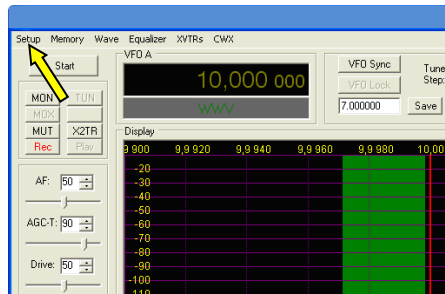 Setup Memory Wave Equalizer XVTRs CWX
Start
VFO A
10,000 000
VFO Sync
VFO Lock
7.000000 Save
Tune
Step:
MON TUN
MOX
MUT X2TR
Rec Play
Display
9 900 9,9 920 9,9 940 9,9 960 9,9 980 10,00
-20
-30
-40
-50
-60
-70
-80
-90
-100
-110
AF: 50
AGC-T: 90
Drive: 50